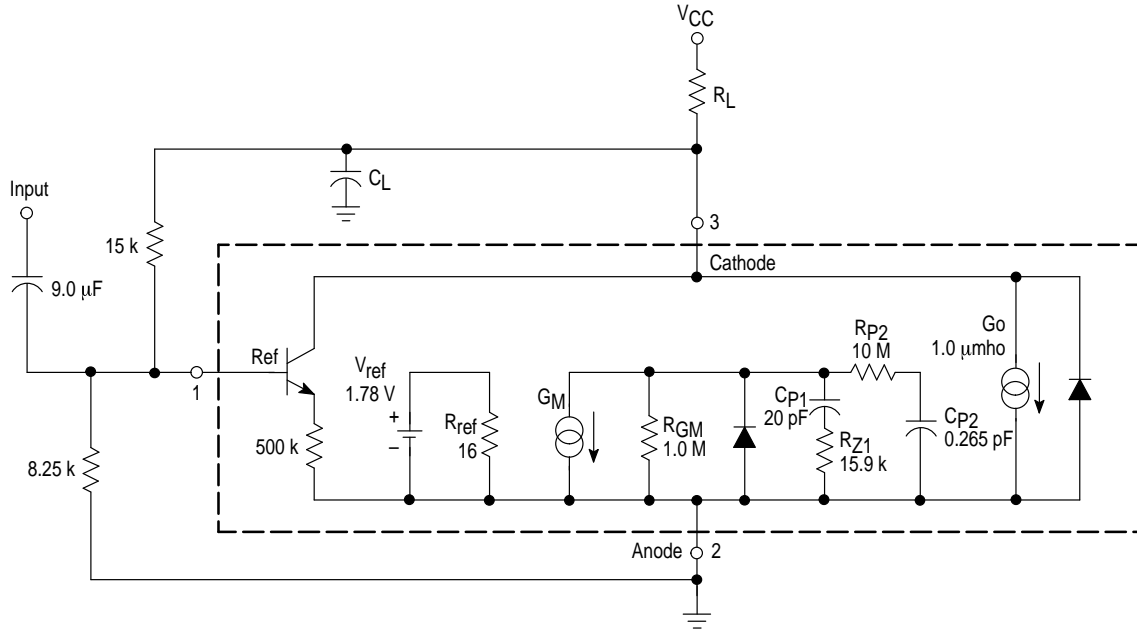 VCC
RL
Input
CL
15 k
3
9.0 µF
Cathode
Go
1.0 µmho
RP2
10 M
Ref
Vref
1.78 V
1
GM
CP1
20 pF
+
–
Rref
16
RGM
1.0 M
CP2
0.265 pF
500 k
RZ1
15.9 k
8.25 k
Anode
2